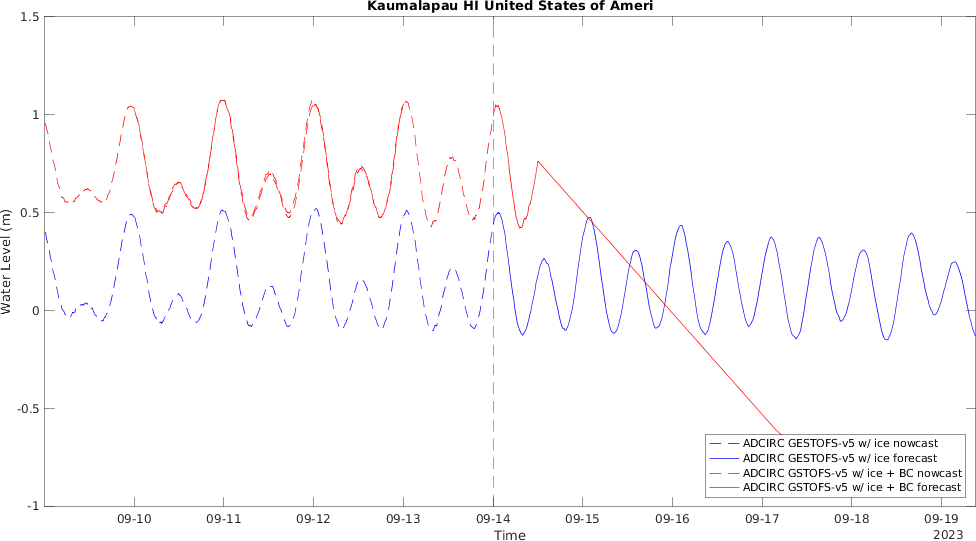 Kaumalapau HI United States of Ameri
1.5
1
0.5
0
-0.5
-1
Water Level (m)
ADCIRC GESTOFS-v5 w/ ice nowcast
ADCIRC GESTOFS-v5 w/ ice forecast
ADCIRC GSTOFS-v5 w/ ice + BC nowcast
ADCIRC GSTOFS-v5 w/ ice + BC forecast
09-10 09-11 09-12 09-13 09-14 09-15 09-16 09-17 09-18 09-19
Time
2023